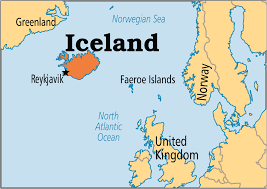 Norwegian Sea
Greenland
Iceland
Reykjavik
Faeroe Islands
Norway
North
Atlantic
Ocean
United
Kingdom